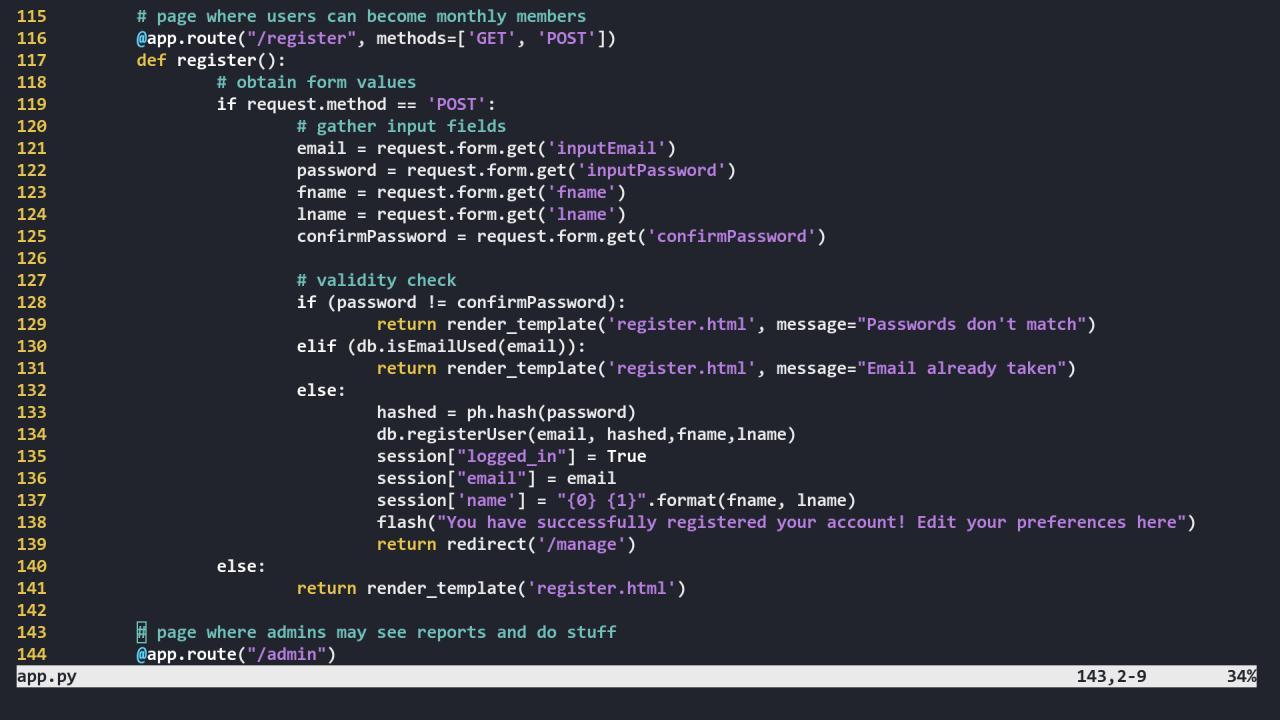 115 # page where users can become monthly members
116 @app.route("/register", methods=['GET', 'POST'])
117 def register():
118 # obtain form values
119 if request.method == 'POST':
120 # gather input fields
121 email = request.form.get('inputEmail')
122 password = request.form.get('inputPassword')
123 fname = request.form.get('fname')
124 lname = request.form.get('lname')
125 confirmPassword = request.form.get('confirmPassword')
126
127 # validity check
128 if (password != confirmPassword):
129 return render_template('register.html', message="Passwords don't match")
130 elif (db.isEmailUsed(email)):
131 return render_template('register.html', message="Email already taken")
132 else:
133 hashed = ph.hash(password)
134 db.registerUser(email, hashed,fname,lname)
135 session["logged_in"] = True
136 session["email"] = email
137 session['name'] = "{0} {1}".format(fname, lname)
138 flash("You have successfully registered your account! Edit your preferences here")
139 return redirect('/manage')
140 else:
141 return render_template('register.html')
142
143 # page where admins may see reports and do stuff
144 @app.route("/admin")
app.py 143,2-9 34%